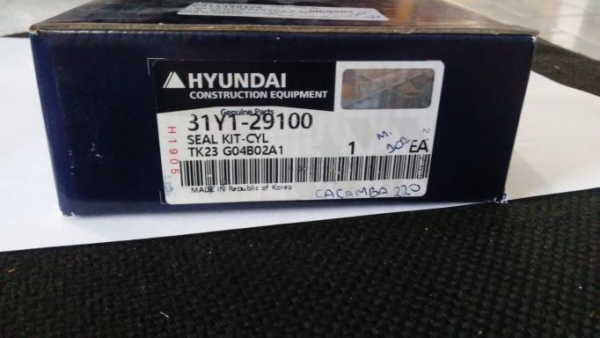 HYUNDAI
CONSTRUCTION EQUIPMENT
Genuine Parts
31Y1-29100
SEAL KIT-CYL
TK23 G04B02A1
1
EA
H1905
MADE IN Republic of Korea
CACAMBA 220